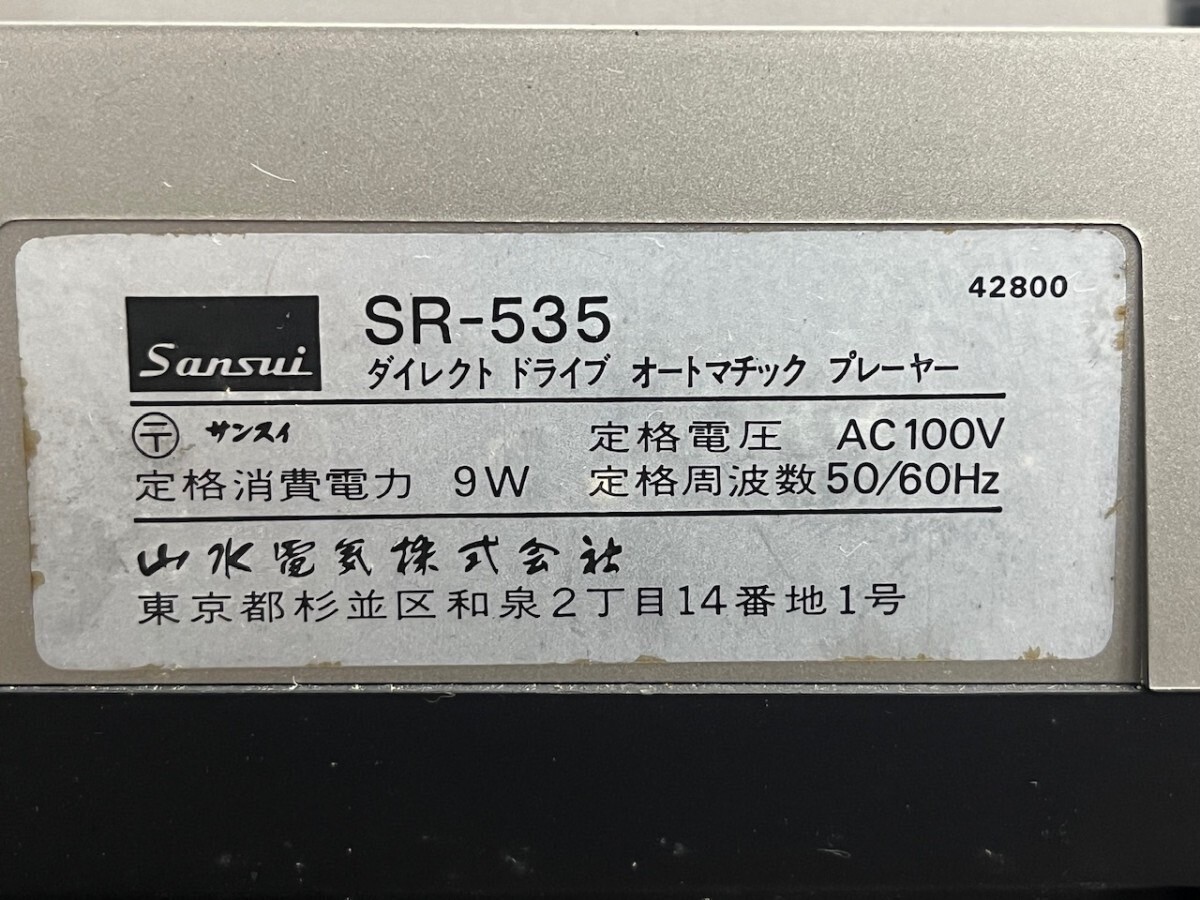 42800
Sansui SR-535
ダイレクト ドライブ オートマチック プレーヤー
〶 サンスイ 定格電圧 AC100V
定格消費電力 9W 定格周波数 50/60Hz
山水電気株式会社
東京都杉並区和泉2丁目14番地1号